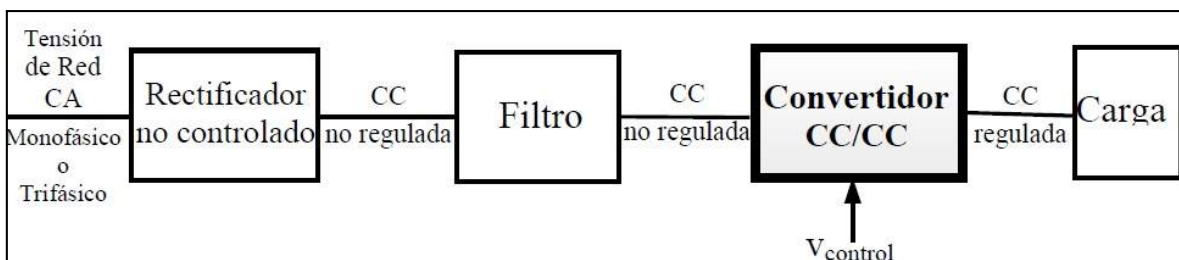 Tensión
de Red
CA
Monofásico
o
Trifásico
Rectificador
no controlado
CC
no regulada
Filtro
CC
no regulada
Convertidor
CC/CC
Vcontrol
CC
regulada
Carga